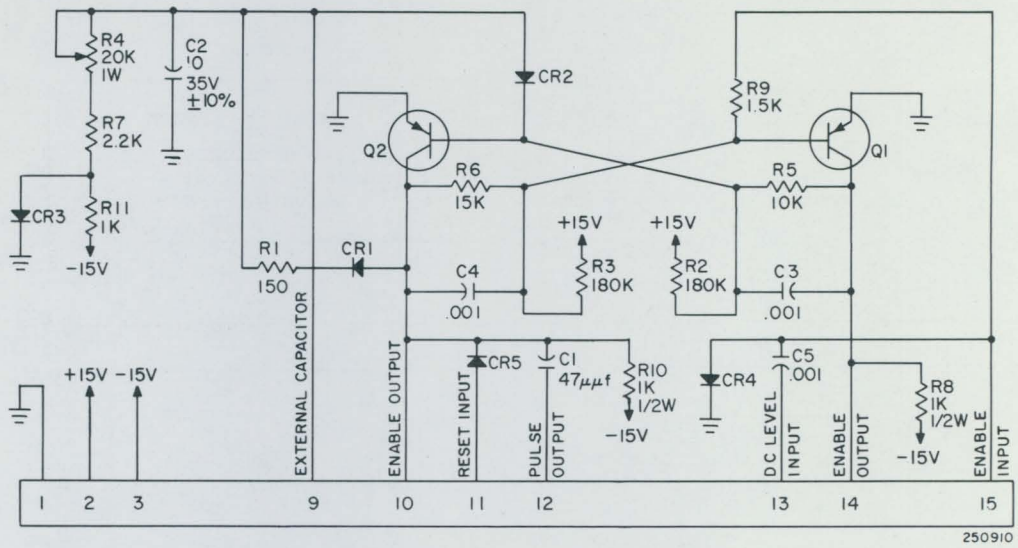 R4
20K
1W
C2
10
35V
±10%
CR2
R9
1.5K
R7
2.2K
Q2
Q1
R6
15K
R5
10K
CR3
R11
1K
-15V
+15V
+15V
R1
150
CR1
C4
.001
R3
180K
R2
180K
C3
.001
+15V
-15V
EXTERNAL CAPACITOR
ENABLE OUTPUT
RESET INPUT
CR5
PULSE OUTPUT
C1
47μμf
R10
1K
1/2W
-15V
CR4
DC LEVEL INPUT
C5
.001
ENABLE OUTPUT
R8
1K
1/2W
-15V
ENABLE INPUT
1 2 3 9 10 11 12 13 14 15
250910